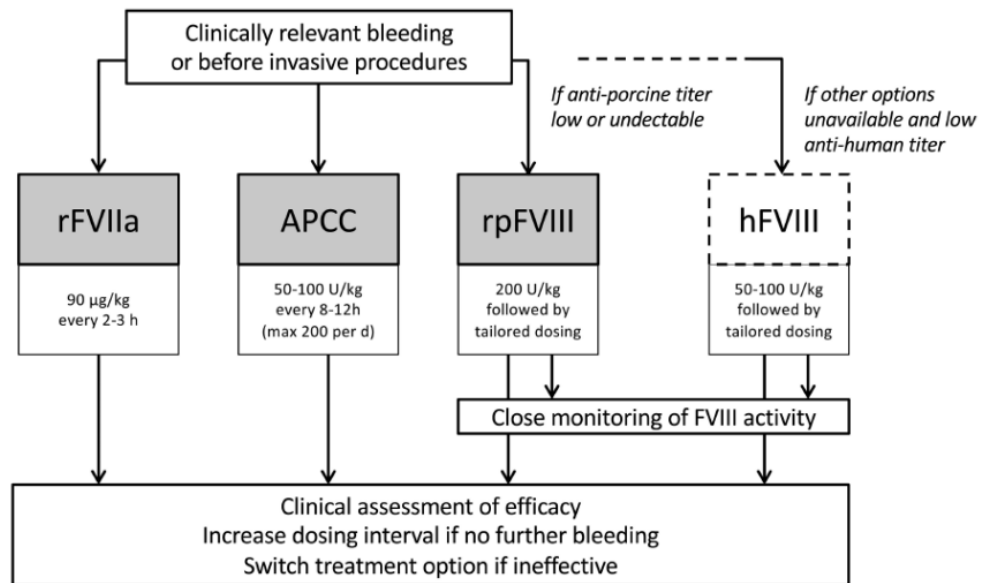 Clinically relevant bleeding
or before invasive procedures
If anti-porcine titer
low or undectable
If other options
unavailable and low
anti-human titer
rFVIIa
APCC
rpFVIII
hFVIII
90 µg/kg
every 2-3 h
50-100 U/kg
every 8-12h
(max 200 per d)
200 U/kg
followed by
tailored dosing
50-100 U/kg
followed by
tailored dosing
Close monitoring of FVIII activity
Clinical assessment of efficacy
Increase dosing interval if no further bleeding
Switch treatment option if ineffective